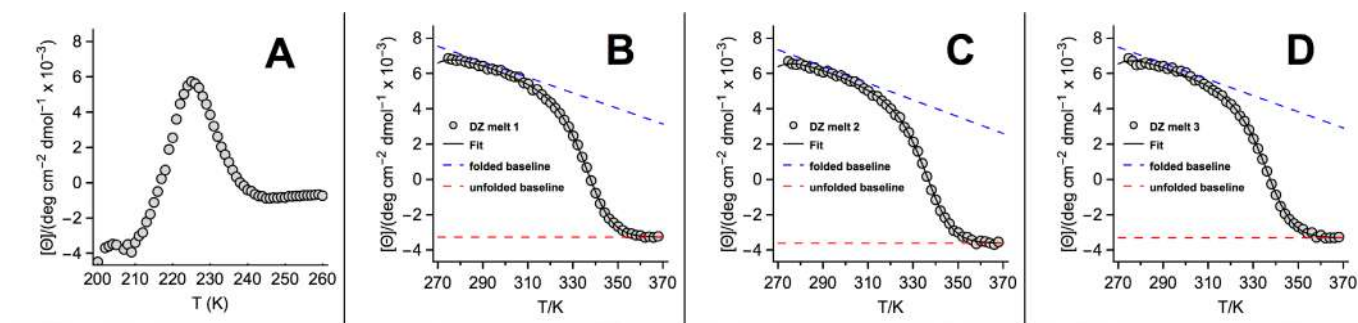 A
[Θ]/(deg cm⁻² dmol⁻¹ x 10⁻³)
8
6
4
2
0
−2
−4
200 210 220 230 240 250 260
T (K)
B
[Θ]/(deg cm⁻² dmol⁻¹ x 10⁻³)
8
6
4
2
0
−2
−4
DZ melt 1
Fit
folded baseline
unfolded baseline
270 290 310 330 350 370
T/K
C
[Θ]/(deg cm⁻² dmol⁻¹ x 10⁻³)
8
6
4
2
0
−2
−4
DZ melt 2
Fit
folded baseline
unfolded baseline
270 290 310 330 350 370
T/K
D
[Θ]/(deg cm⁻² dmol⁻¹ x 10⁻³)
8
6
4
2
0
−2
−4
DZ melt 3
Fit
folded baseline
unfolded baseline
270 290 310 330 350 370
T/K